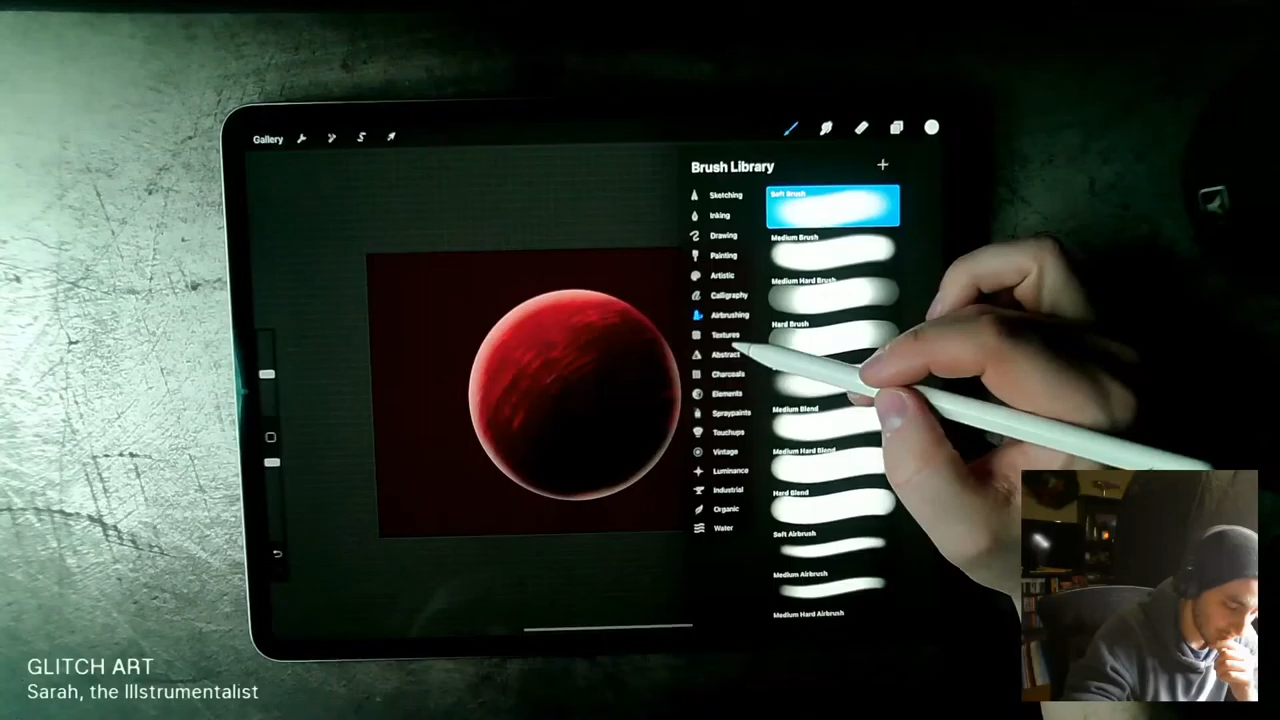 Gallery
Brush Library
Sketching
Inking
Drawing
Painting
Artistic
Calligraphy
Airbrushing
Textures
Abstract
Charcoals
Elements
Spraypaints
Touchups
Vintage
Luminance
Industrial
Organic
Water
Soft Brush
Medium Brush
Medium Hard Brush
Hard Brush
Medium Blend
Medium Hard Blend
Hard Blend
Soft Airbrush
Medium Airbrush
Medium Hard Airbrush
GLITCH ART
Sarah, the Illstrumentalist